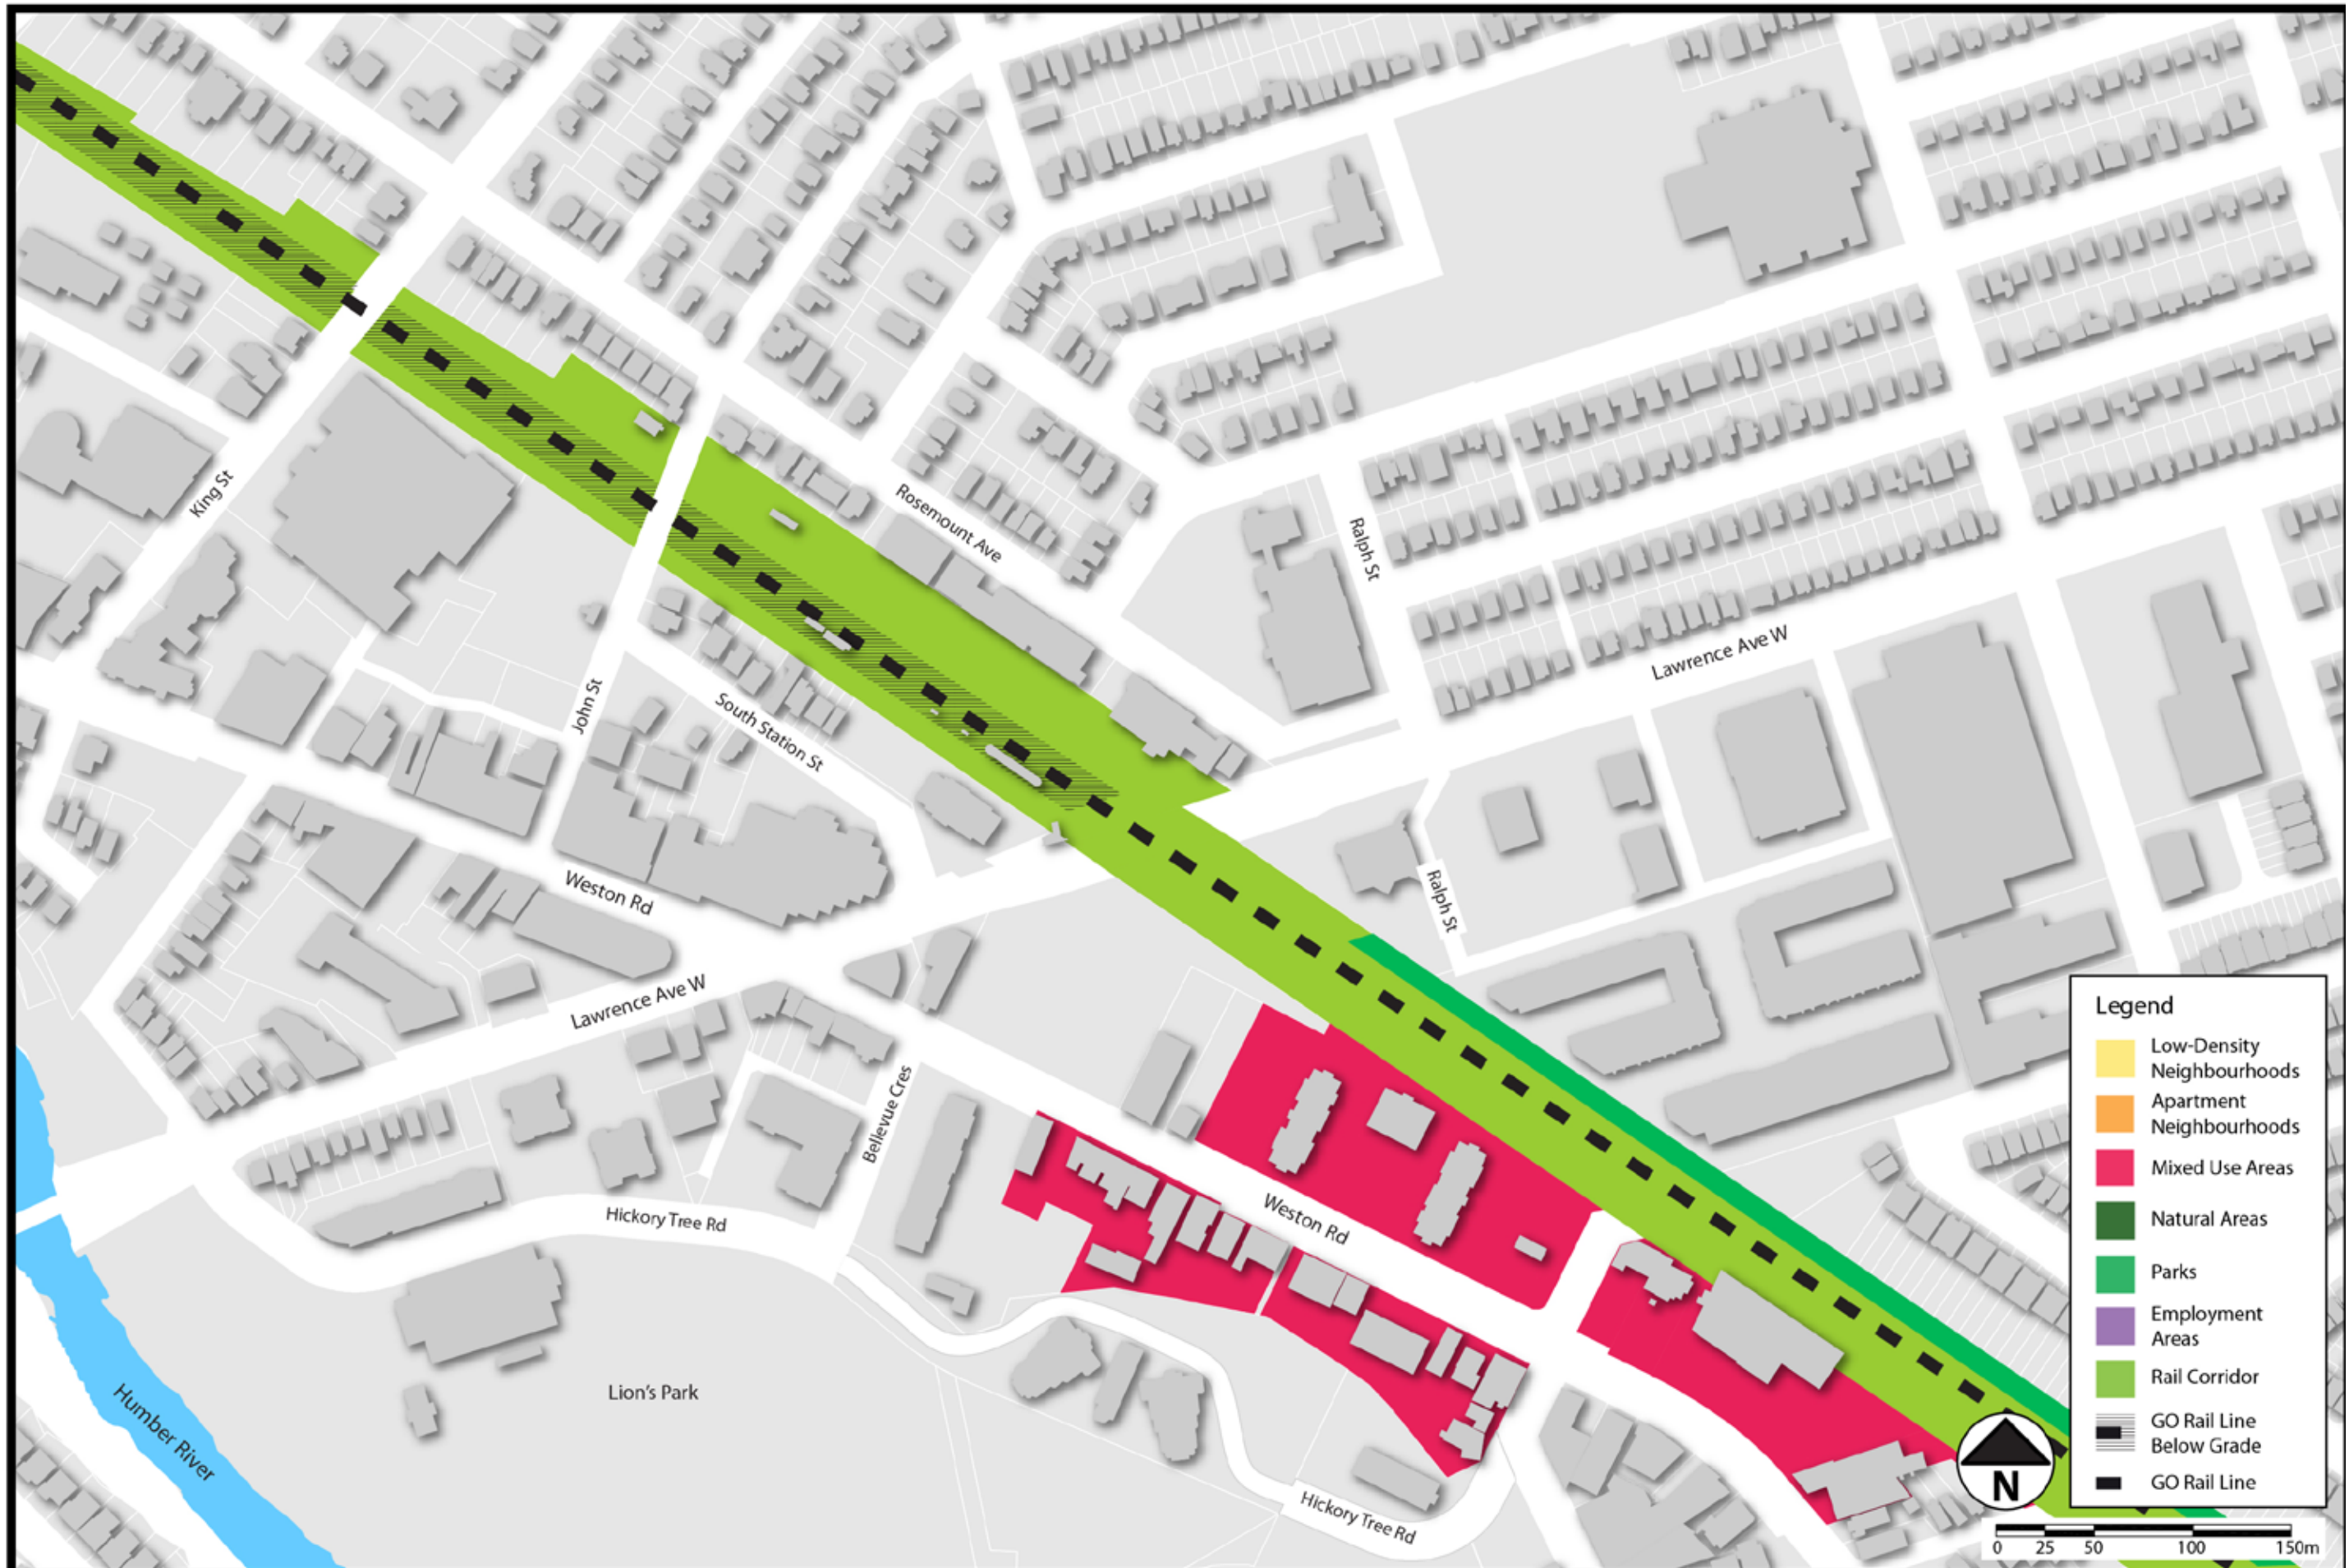 King St
Rosemount Ave
Ralph St
Lawrence Ave W
John St
South Station St
Weston Rd
Ralph St
Lawrence Ave W
Bellevue Cres
Hickory Tree Rd
Weston Rd
Lion's Park
Humber River
Hickory Tree Rd
Legend
Low-Density
Neighbourhoods
Apartment
Neighbourhoods
Mixed Use Areas
Natural Areas
Parks
Employment
Areas
Rail Corridor
GO Rail Line
Below Grade
GO Rail Line
N
0 25 50 100 150m